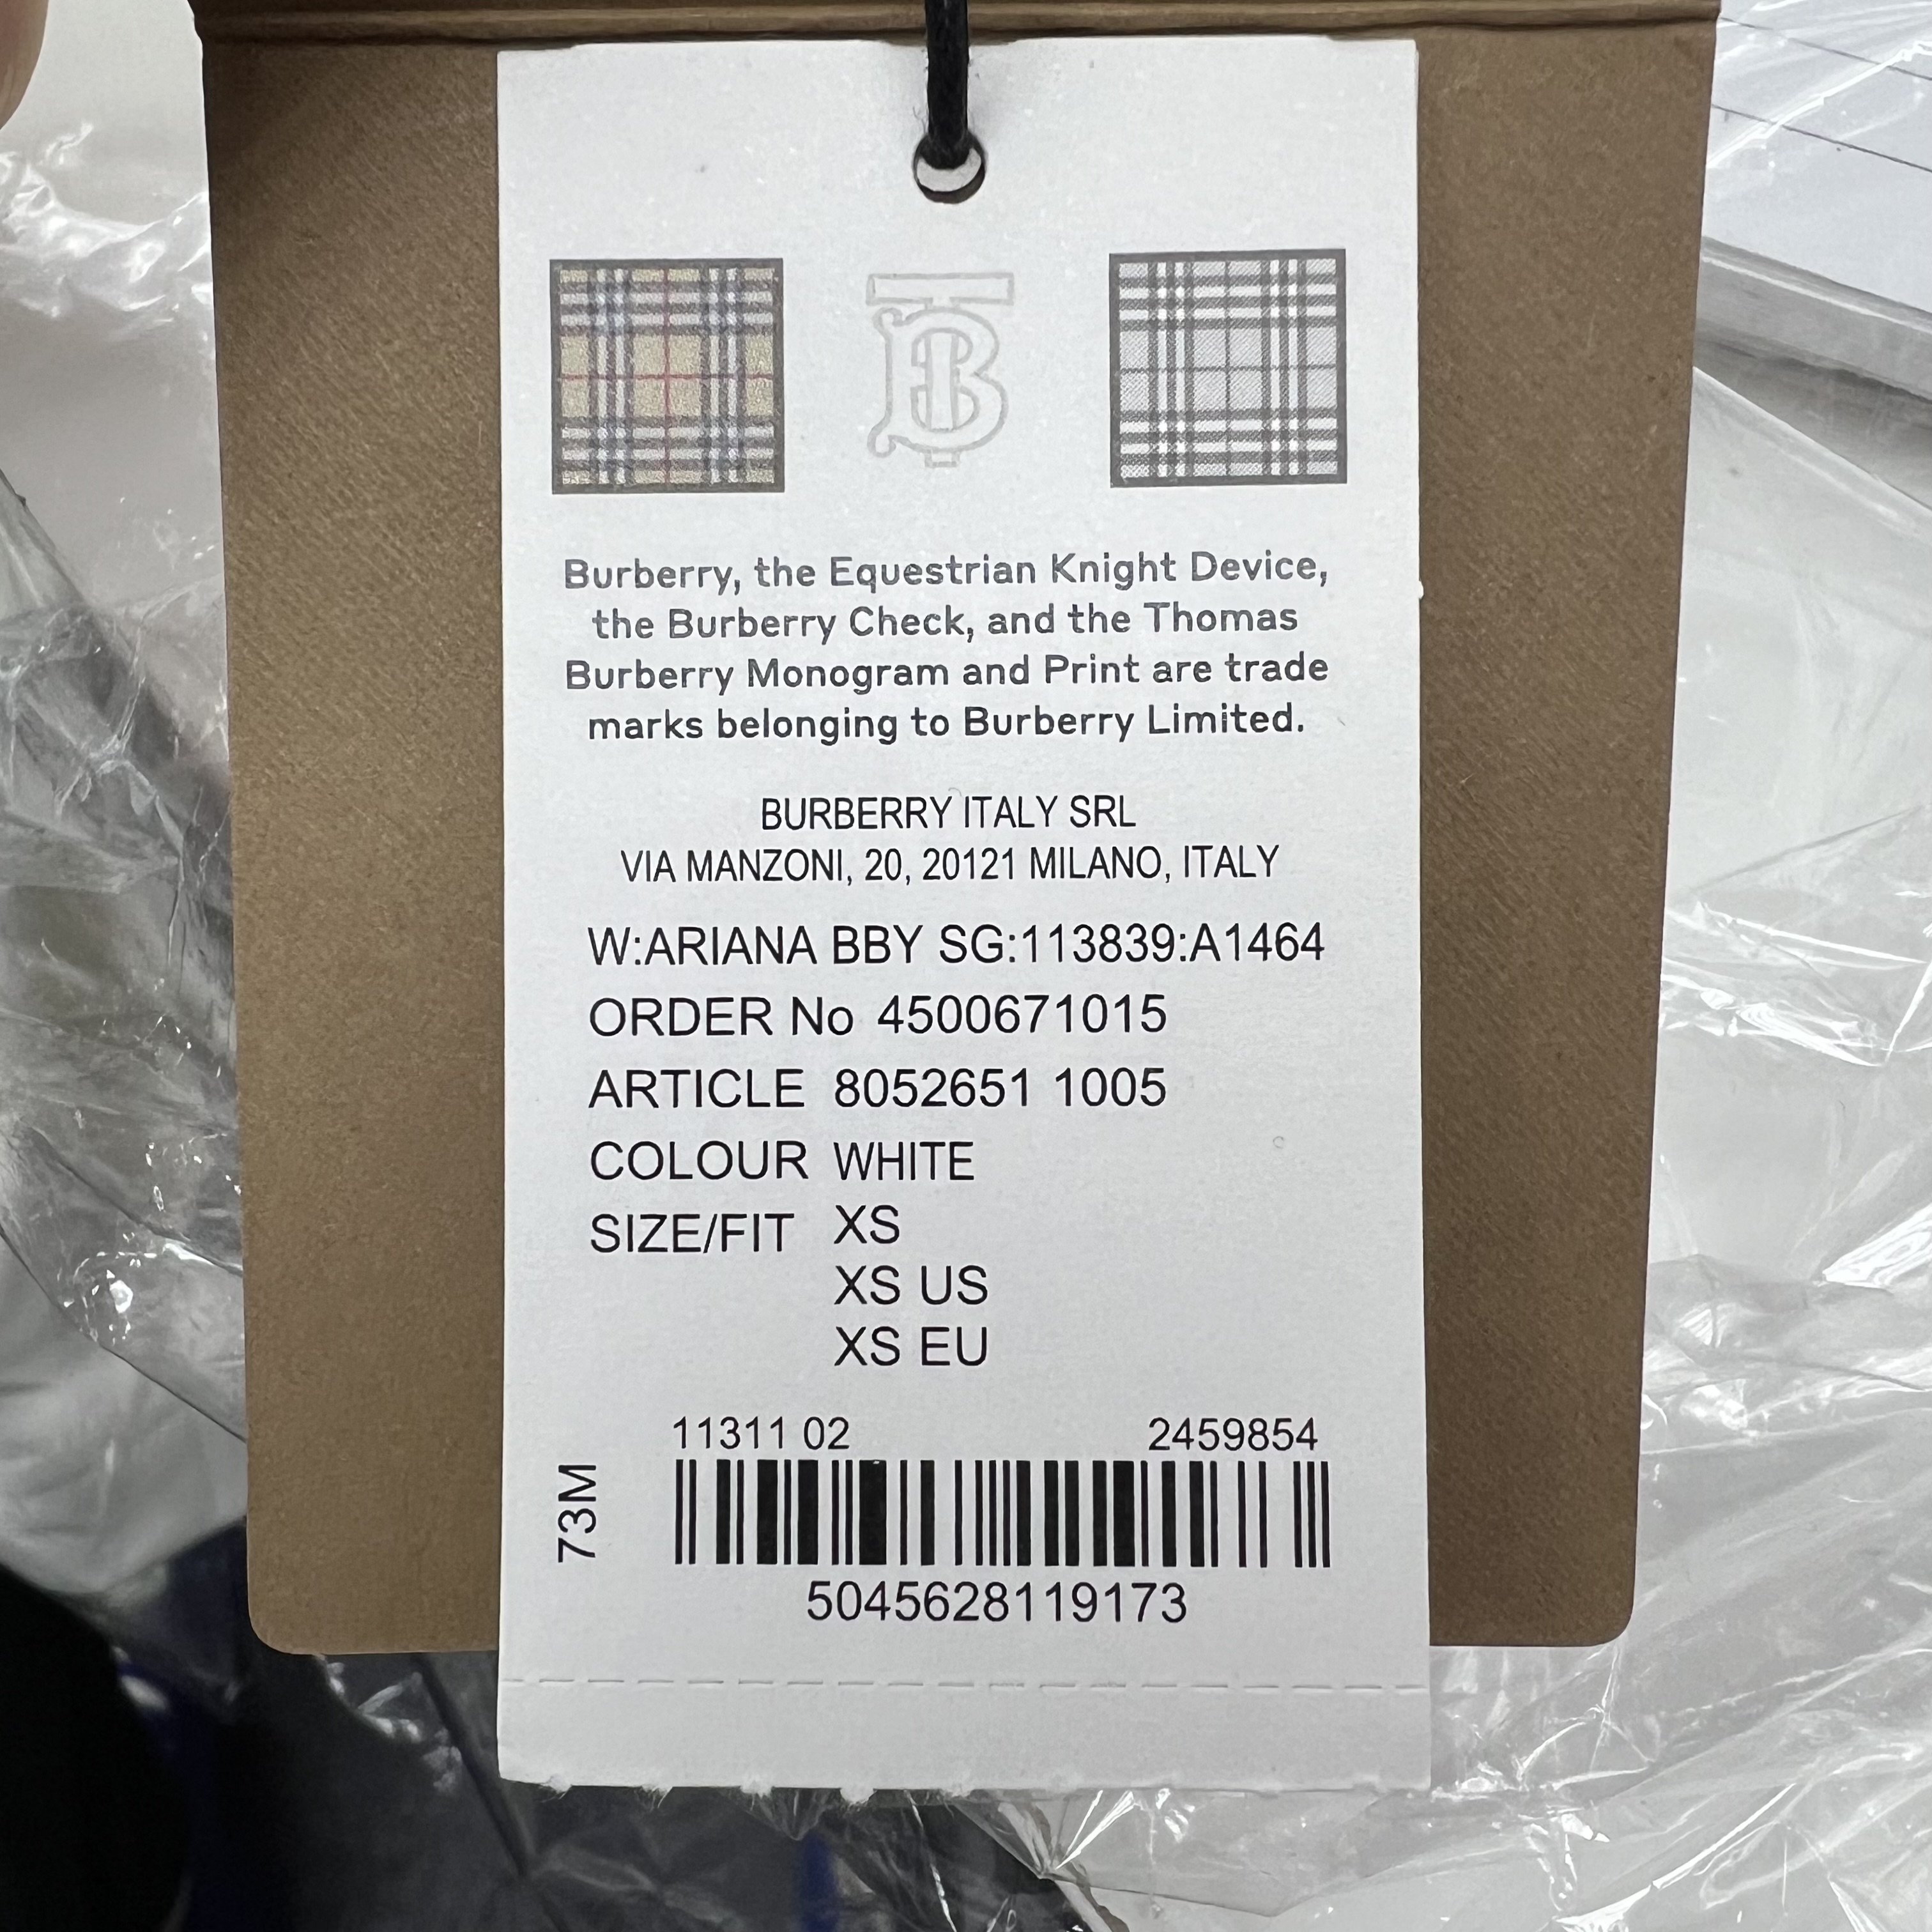 Burberry, the Equestrian Knight Device,
the Burberry Check, and the Thomas
Burberry Monogram and Print are trade
marks belonging to Burberry Limited.
BURBERRY ITALY SRL
VIA MANZONI, 20, 20121 MILANO, ITALY
W:ARIANA BBY SG:113839:A1464
ORDER No 4500671015
ARTICLE 8052651 1005
COLOUR WHITE
SIZE/FIT XS
XS US
XS EU
11311 02 2459854
73M
5045628119173